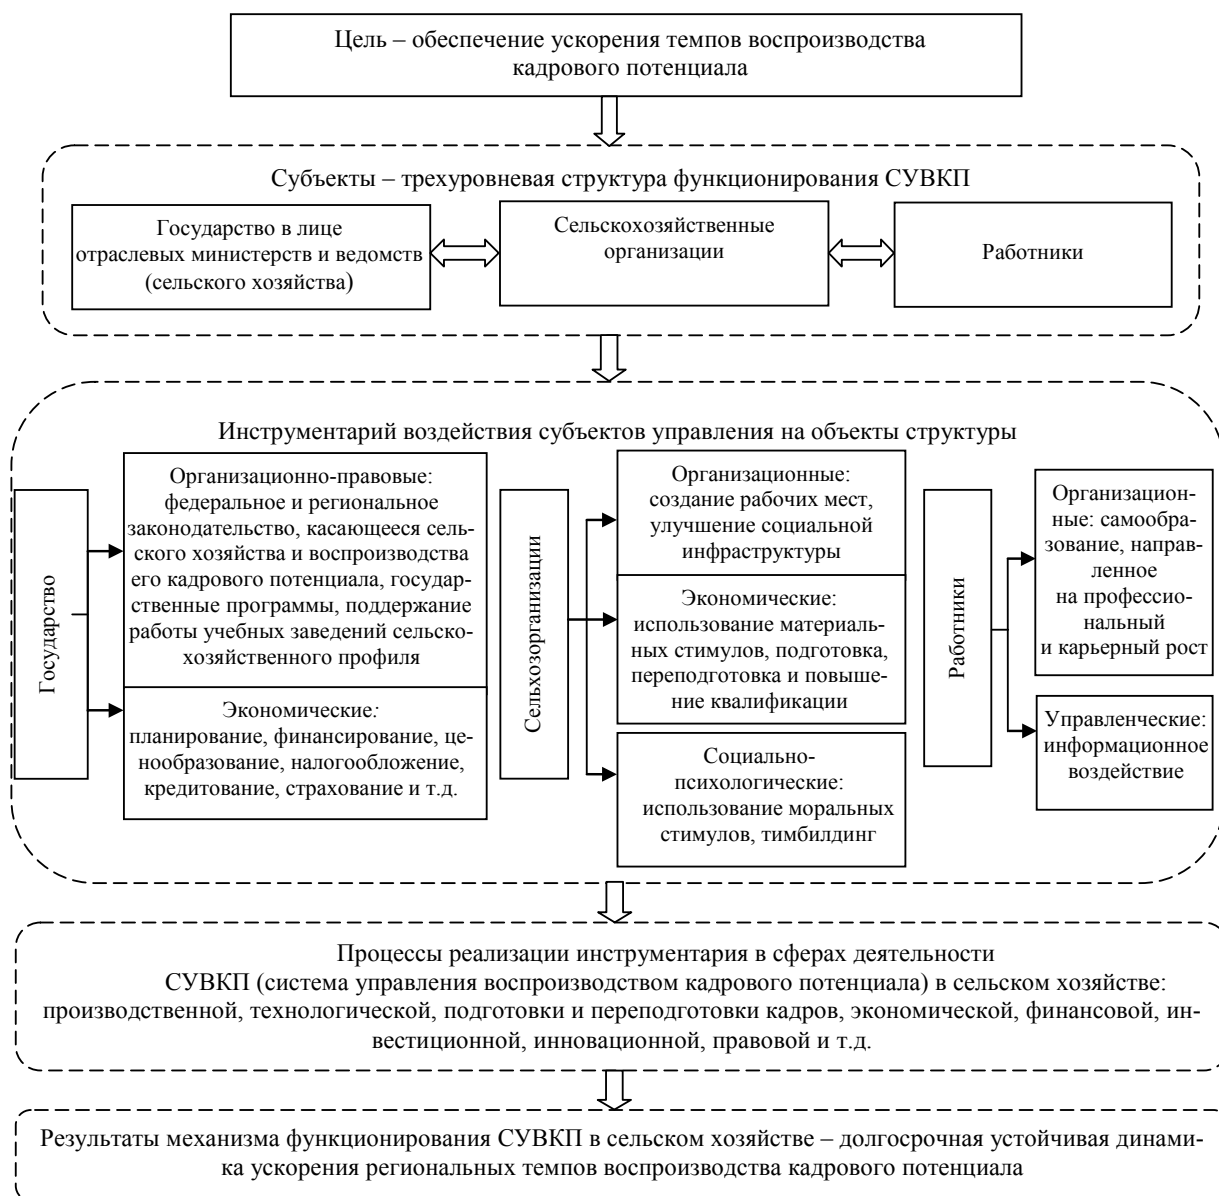 Цель – обеспечение ускорения темпов воспроизводства
кадрового потенциала
Субъекты – трехуровневая структура функционирования СУВКП
Государство в лице
отраслевых министерств и ведомств
(сельского хозяйства)
Сельскохозяйственные
организации
Работники
Инструментарий воздействия субъектов управления на объекты структуры
Государство
Организационно-правовые:
федеральное и региональное
законодательство, касающееся сель-
ского хозяйства и воспроизводства
его кадрового потенциала, государ-
ственные программы, поддержание
работы учебных заведений сельско-
хозяйственного профиля
Экономические:
планирование, финансирование, це-
нообразование, налогообложение,
кредитование, страхование и т.д.
Сельхозорганизации
Организационные:
создание рабочих мест,
улучшение социальной
инфраструктуры
Экономические:
использование материаль-
ных стимулов, подготовка,
переподготовка и повыше-
ние квалификации
Социально-
психологические:
использование моральных
стимулов, тимбилдинг
Работники
Организацион-
ные: самообра-
зование, направ-
ленное
на профессио-
нальный
и карьерный рост
Управленческие:
информационное
воздействие
Процессы реализации инструментария в сферах деятельности
СУВКП (система управления воспроизводством кадрового потенциала) в сельском хозяйстве:
производственной, технологической, подготовки и переподготовки кадров, экономической, финансовой, ин-
вестиционной, инновационной, правовой и т.д.
Результаты механизма функционирования СУВКП в сельском хозяйстве – долгосрочная устойчивая динами-
ка ускорения региональных темпов воспроизводства кадрового потенциала